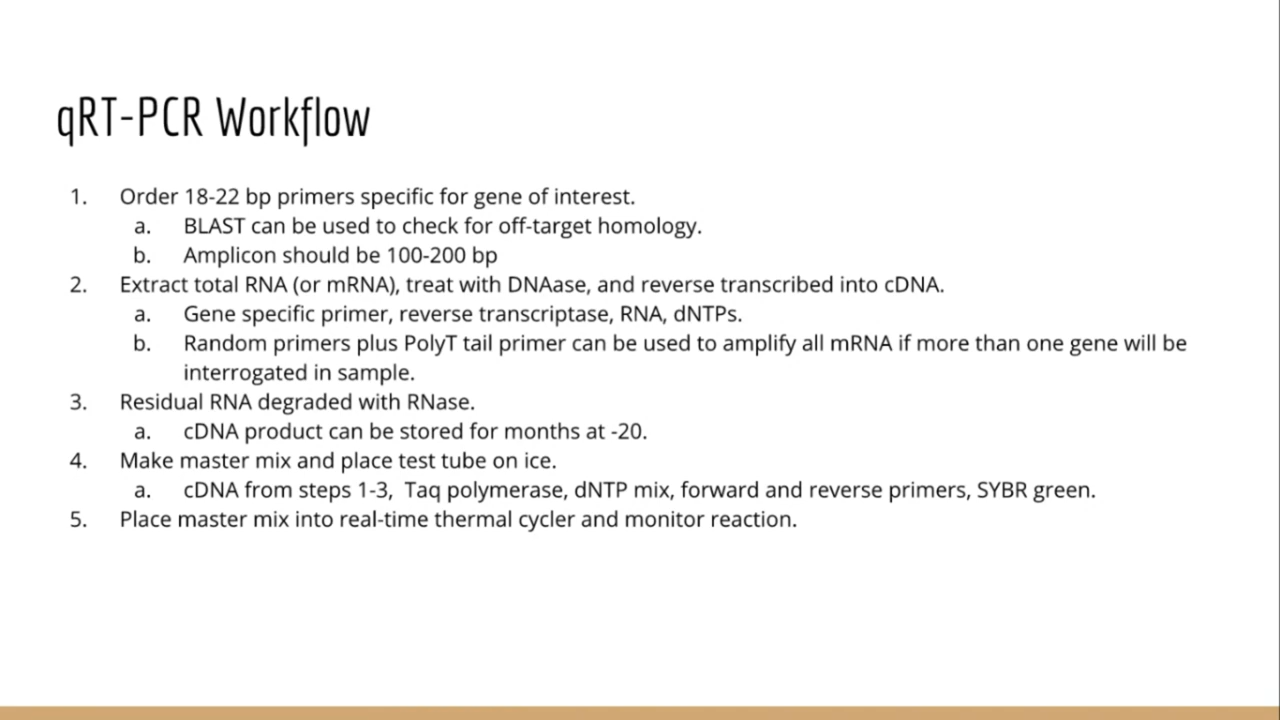 qRT-PCR Workflow
1. Order 18-22 bp primers specific for gene of interest.
a. BLAST can be used to check for off-target homology.
b. Amplicon should be 100-200 bp
2. Extract total RNA (or mRNA), treat with DNAase, and reverse transcribed into cDNA.
a. Gene specific primer, reverse transcriptase, RNA, dNTPs.
b. Random primers plus PolyT tail primer can be used to amplify all mRNA if more than one gene will be
interrogated in sample.
3. Residual RNA degraded with RNase.
a. cDNA product can be stored for months at -20.
4. Make master mix and place test tube on ice.
a. cDNA from steps 1-3, Taq polymerase, dNTP mix, forward and reverse primers, SYBR green.
5. Place master mix into real-time thermal cycler and monitor reaction.